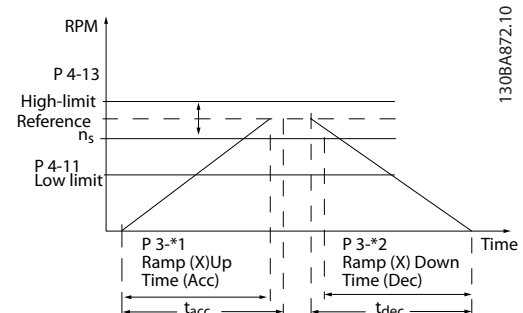 RPM
130BA872.10
P 4-13
High-limit
Reference
ns
P 4-11
Low limit
Time
P 3-*1
Ramp (X)Up
Time (Acc)
P 3-*2
Ramp (X) Down
Time (Dec)
tacc
tdec